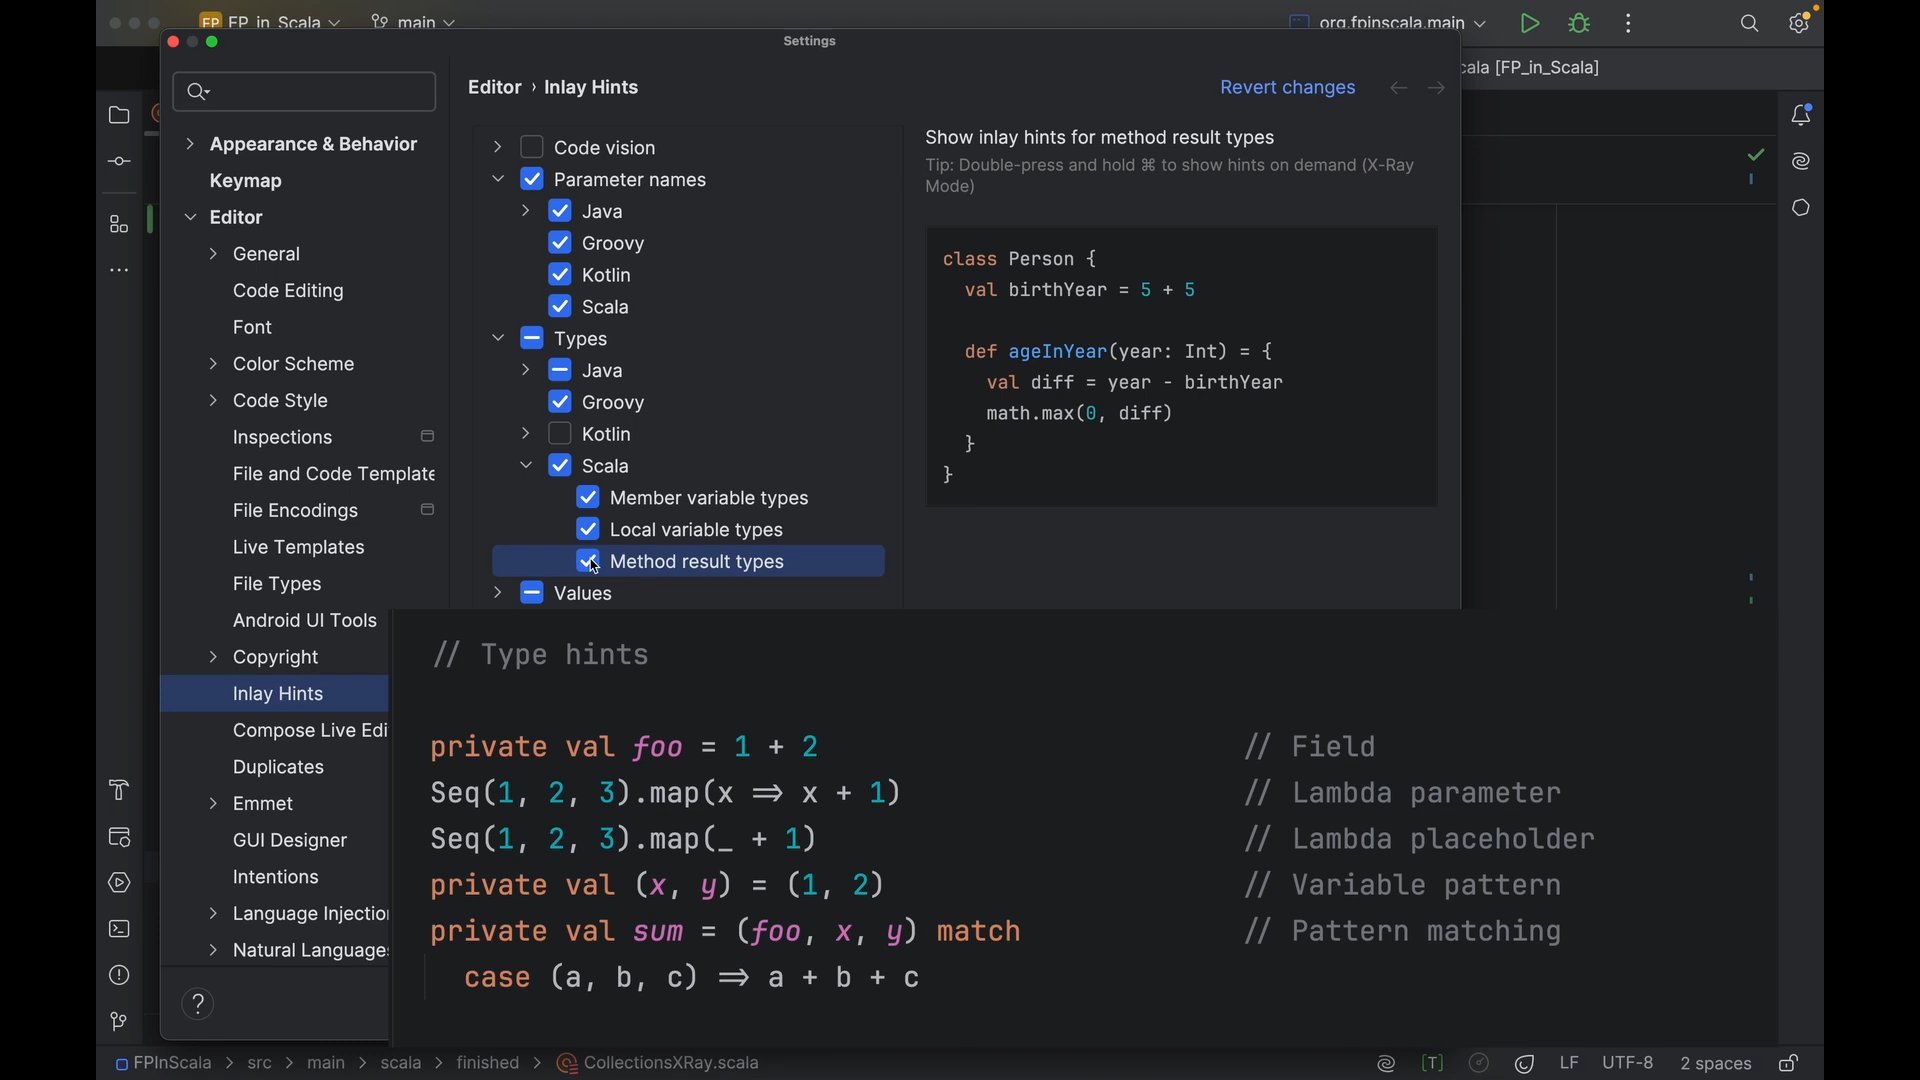 FP FP_in_Scala main org.fpinscala.main
Settings
cala [FP_in_Scala]
Editor › Inlay Hints
Revert changes
Appearance & Behavior
Keymap
Editor
General
Code Editing
Font
Color Scheme
Code Style
Inspections
File and Code Template
File Encodings
Live Templates
File Types
Android UI Tools
Copyright
Inlay Hints
Compose Live Edi
Duplicates
Emmet
GUI Designer
Intentions
Language Injection
Natural Languages
?
Code vision
Parameter names
Java
Groovy
Kotlin
Scala
Types
Java
Groovy
Kotlin
Scala
Member variable types
Local variable types
Method result types
Values
Show inlay hints for method result types
Tip: Double-press and hold ⌘ to show hints on demand (X-Ray
Mode)
class Person {
val birthYear = 5 + 5
def ageInYear(year: Int) = {
val diff = year - birthYear
math.max(0, diff)
}
}
// Type hints
private val foo = 1 + 2 // Field
Seq(1, 2, 3).map(x ⇒ x + 1) // Lambda parameter
Seq(1, 2, 3).map(_ + 1) // Lambda placeholder
private val (x, y) = (1, 2) // Variable pattern
private val sum = (foo, x, y) match // Pattern matching
case (a, b, c) ⇒ a + b + c
FPInScala > src > main > scala > finished > CollectionsXRay.scala [T] LF UTF-8 2 spaces